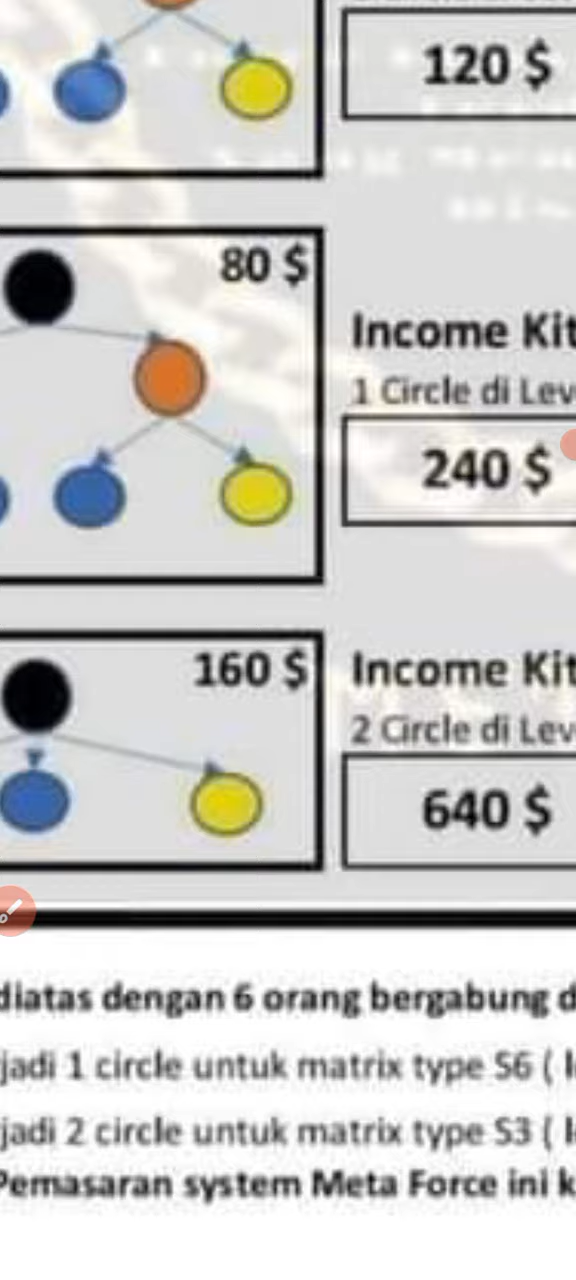 120 $
80 $
Income Kit
1 Circle di Lev
240 $
160 $
Income Kit
2 Circle di Lev
640 $
diatas dengan 6 orang bergabung d
jadi 1 circle untuk matrix type S6 (
jadi 2 circle untuk matrix type S3 (
Pemasaran system Meta Force ini k